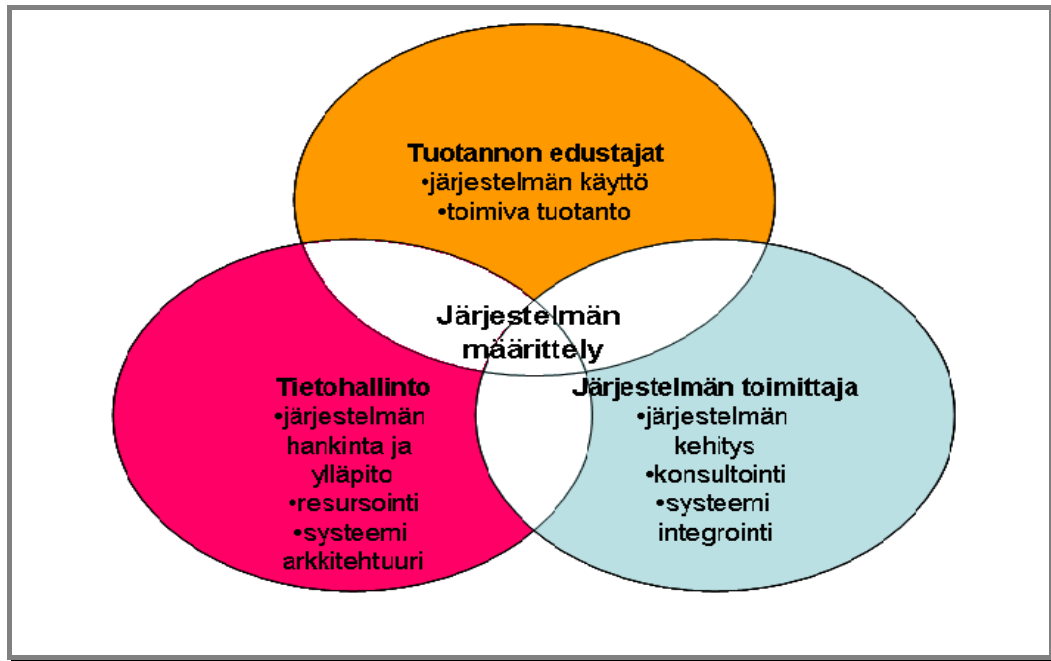 Tuotannon edustajat
•järjestelmän käyttö
•toimiva tuotanto
Järjestelmän
määrittely
Tietohallinto
•järjestelmän
hankinta ja
ylläpito
•resursointi
•systeemi
arkkitehtuuri
Järjestelmän toimittaja
•järjestelmän
kehitys
•konsultointi
•systeemi
integrointi